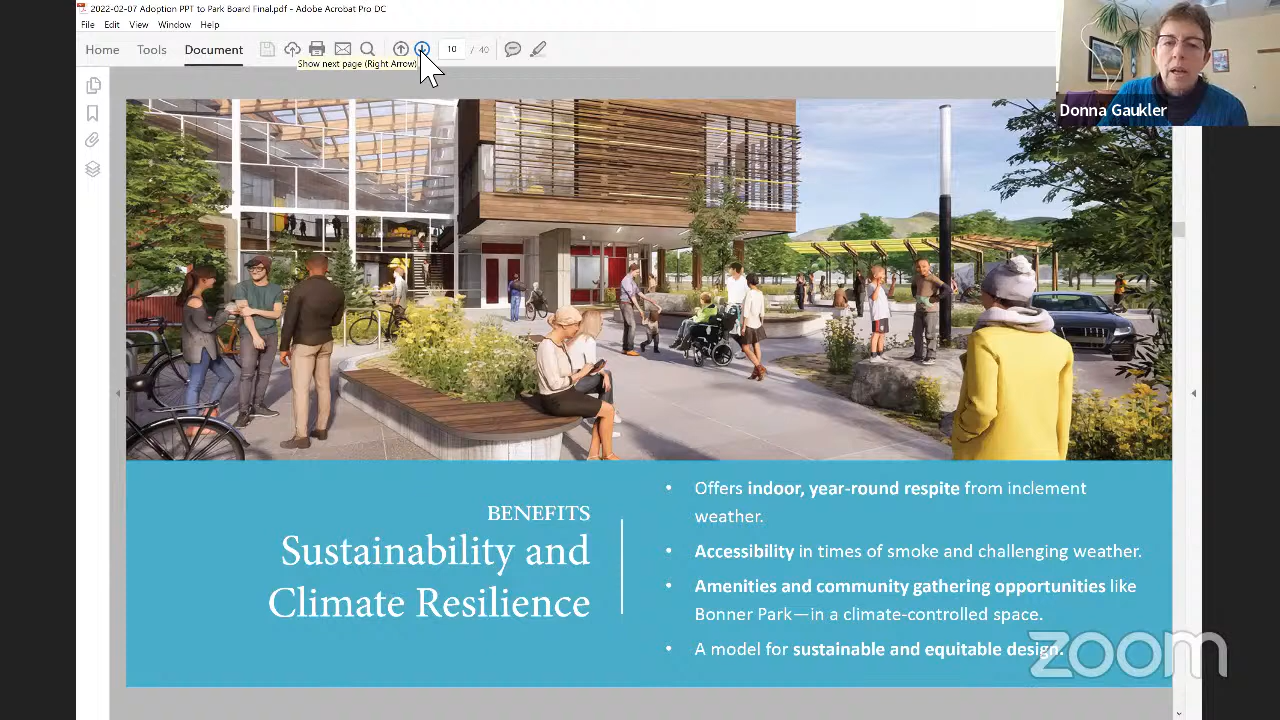 2022-02-07 Adoption PPT to Park Board Final.pdf - Adobe Acrobat Pro DC
File Edit View Window Help
Home Tools Document 10 / 40
Show next page (Right Arrow)
Donna Gaukler
BENEFITS
Sustainability and
Climate Resilience
• Offers indoor, year-round respite from inclement
weather.
• Accessibility in times of smoke and challenging weather.
• Amenities and community gathering opportunities like
Bonner Park—in a climate-controlled space.
• A model for sustainable and equitable design.
zoom